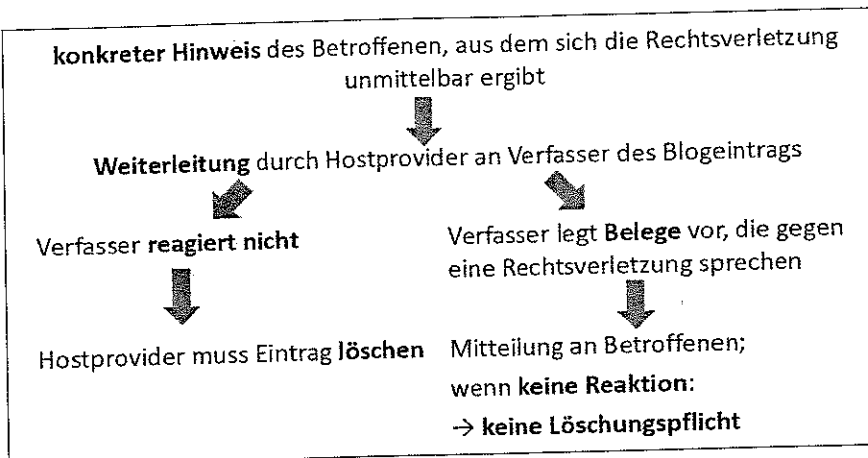 konkreter Hinweis des Betroffenen, aus dem sich die Rechtsverletzung
unmittelbar ergibt
Weiterleitung durch Hostprovider an Verfasser des Blogeintrags
Verfasser reagiert nicht
Hostprovider muss Eintrag löschen
Verfasser legt Belege vor, die gegen
eine Rechtsverletzung sprechen
Mitteilung an Betroffenen;
wenn keine Reaktion:
→ keine Löschungspflicht